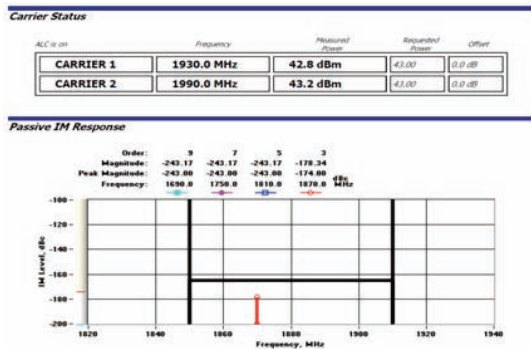 Carrier Status
ALC is on Frequency Measured Power Requested Power Offset
CARRIER 1 1930.0 MHz 42.8 dBm 43.00 0.0 dB
CARRIER 2 1990.0 MHz 43.2 dBm 43.00 0.0 dB
Passive IM Response
Order: 9 7 5 3
Magnitude: -243.17 -243.17 -243.17 -178.34 dBc
Peak Magnitude: -243.00 -243.00 -243.00 -174.00
Frequency: 1690.0 1750.0 1810.0 1870.0 MHz
IM Level, dBc
-100
-120
-140
-160
-180
-200
1820 1840 1860 1880 1900 1920 1940
Frequency, MHz